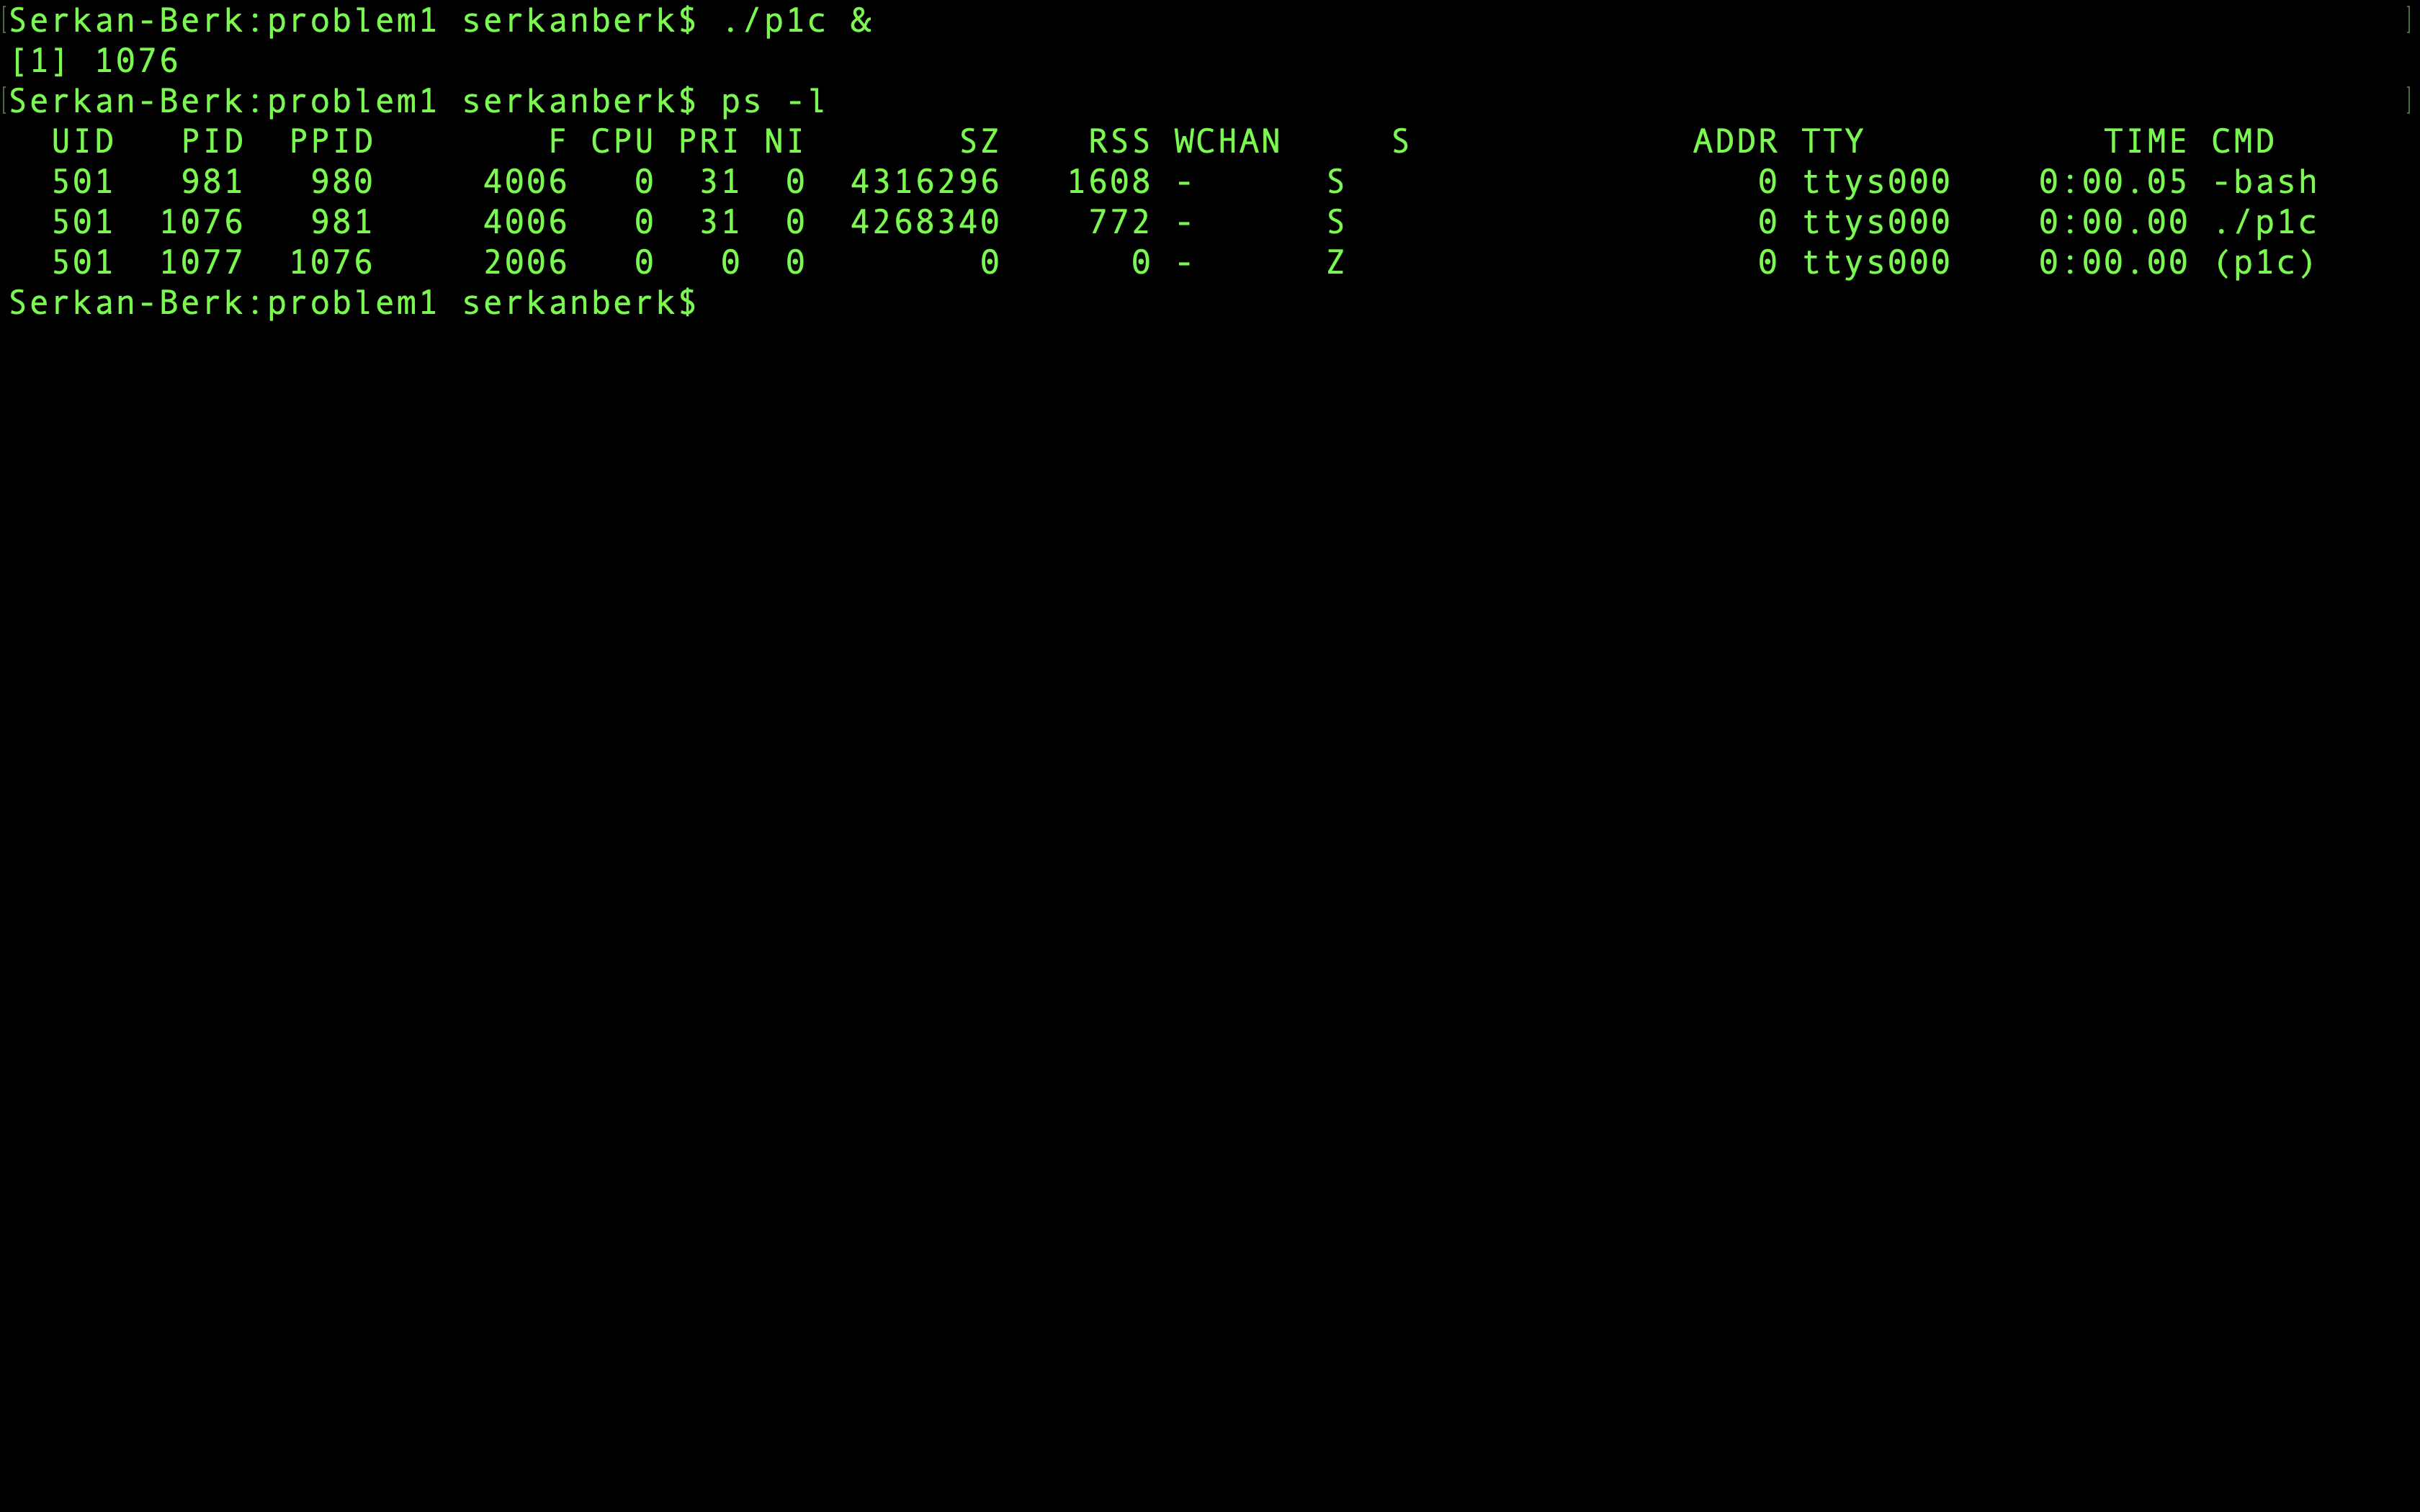 [Serkan-Berk:problem1 serkanberk$ ./p1c & ]
[1] 1076
[Serkan-Berk:problem1 serkanberk$ ps -l ]
  UID   PID  PPID        F CPU PRI NI       SZ    RSS WCHAN     S             ADDR TTY           TIME CMD
  501   981   980     4006   0  31  0  4316296   1608 -      S                   0 ttys000    0:00.05 -bash
  501  1076   981     4006   0  31  0  4268340    772 -      S                   0 ttys000    0:00.00 ./p1c
  501  1077  1076     2006   0   0  0        0      0 -      Z                   0 ttys000    0:00.00 (p1c)
Serkan-Berk:problem1 serkanberk$